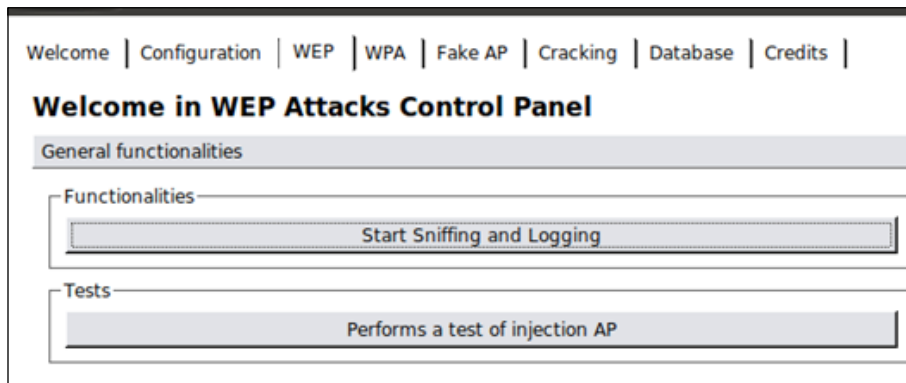 Welcome | Configuration | WEP | WPA | Fake AP | Cracking | Database | Credits |
Welcome in WEP Attacks Control Panel
General functionalities
Functionalities
Start Sniffing and Logging
Tests
Performs a test of injection AP